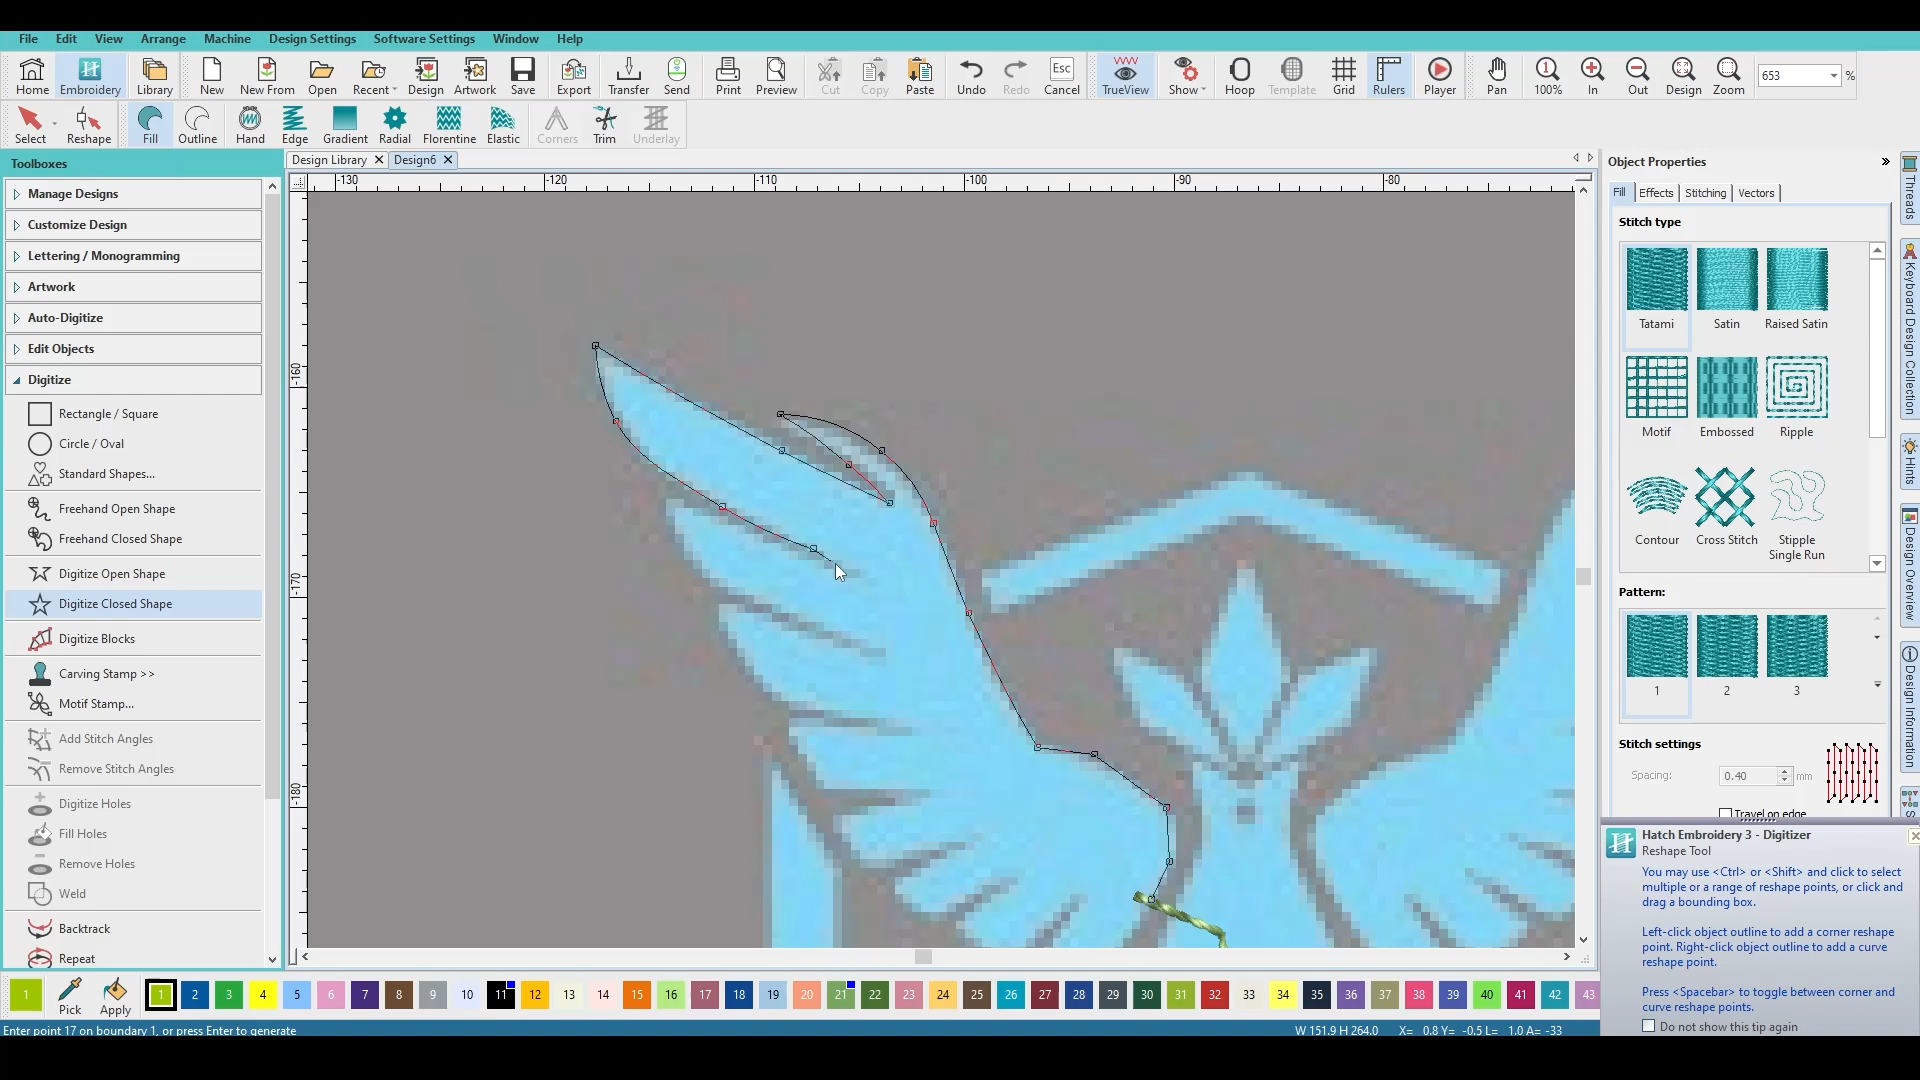 File Edit View Arrange Machine Design Settings Software Settings Window Help
Home Embroidery Library New New From Open Recent Design Artwork Save Export Transfer Send Print Preview Cut Copy Paste Undo Redo Esc Cancel TrueView Show Hoop Template Grid Rulers Player Pan 1 100% In Out Design Zoom 653 %
Select Reshape Fill Outline Hand Edge Gradient Radial Florentine Elastic Corners Trim Underlay
Toolboxes
Manage Designs
Customize Design
Lettering / Monogramming
Artwork
Auto-Digitize
Edit Objects
Digitize
Rectangle / Square
Circle / Oval
Standard Shapes...
Freehand Open Shape
Freehand Closed Shape
Digitize Open Shape
Digitize Closed Shape
Digitize Blocks
Carving Stamp >>
Motif Stamp...
Add Stitch Angles
Remove Stitch Angles
Digitize Holes
Fill Holes
Remove Holes
Weld
Backtrack
Repeat
Design Library Design6
-130 -120 -110 -100 -90 -80
-160
-170
-180
Object Properties »
Fill Effects Stitching Vectors
Stitch type
Tatami Satin Raised Satin
Motif Embossed Ripple
Contour Cross Stitch Stipple Single Run
Pattern:
1 2 3
Stitch settings
Spacing: 0.40 mm
Travel on edge
Threads
Keyboard Design Collection
Hints
Design Overview
Design Information
Hatch Embroidery 3 - Digitizer
Reshape Tool
You may use <Ctrl> or <Shift> and click to select
multiple or a range of reshape points, or click and
drag a bounding box.
Left-click object outline to add a corner reshape
point. Right-click object outline to add a curve
reshape point.
Press <Spacebar> to toggle between corner and
curve reshape points.
Do not show this tip again
1 Pick Apply 1 2 3 4 5 6 7 8 9 10 11 12 13 14 15 16 17 18 19 20 21 22 23 24 25 26 27 28 29 30 31 32 33 34 35 36 37 38 39 40 41 42 43
Enter point 17 on boundary 1, or press Enter to generate
W 151.9 H 264.0 X= 0.8 Y= -0.5 L= 1.0 A= -33